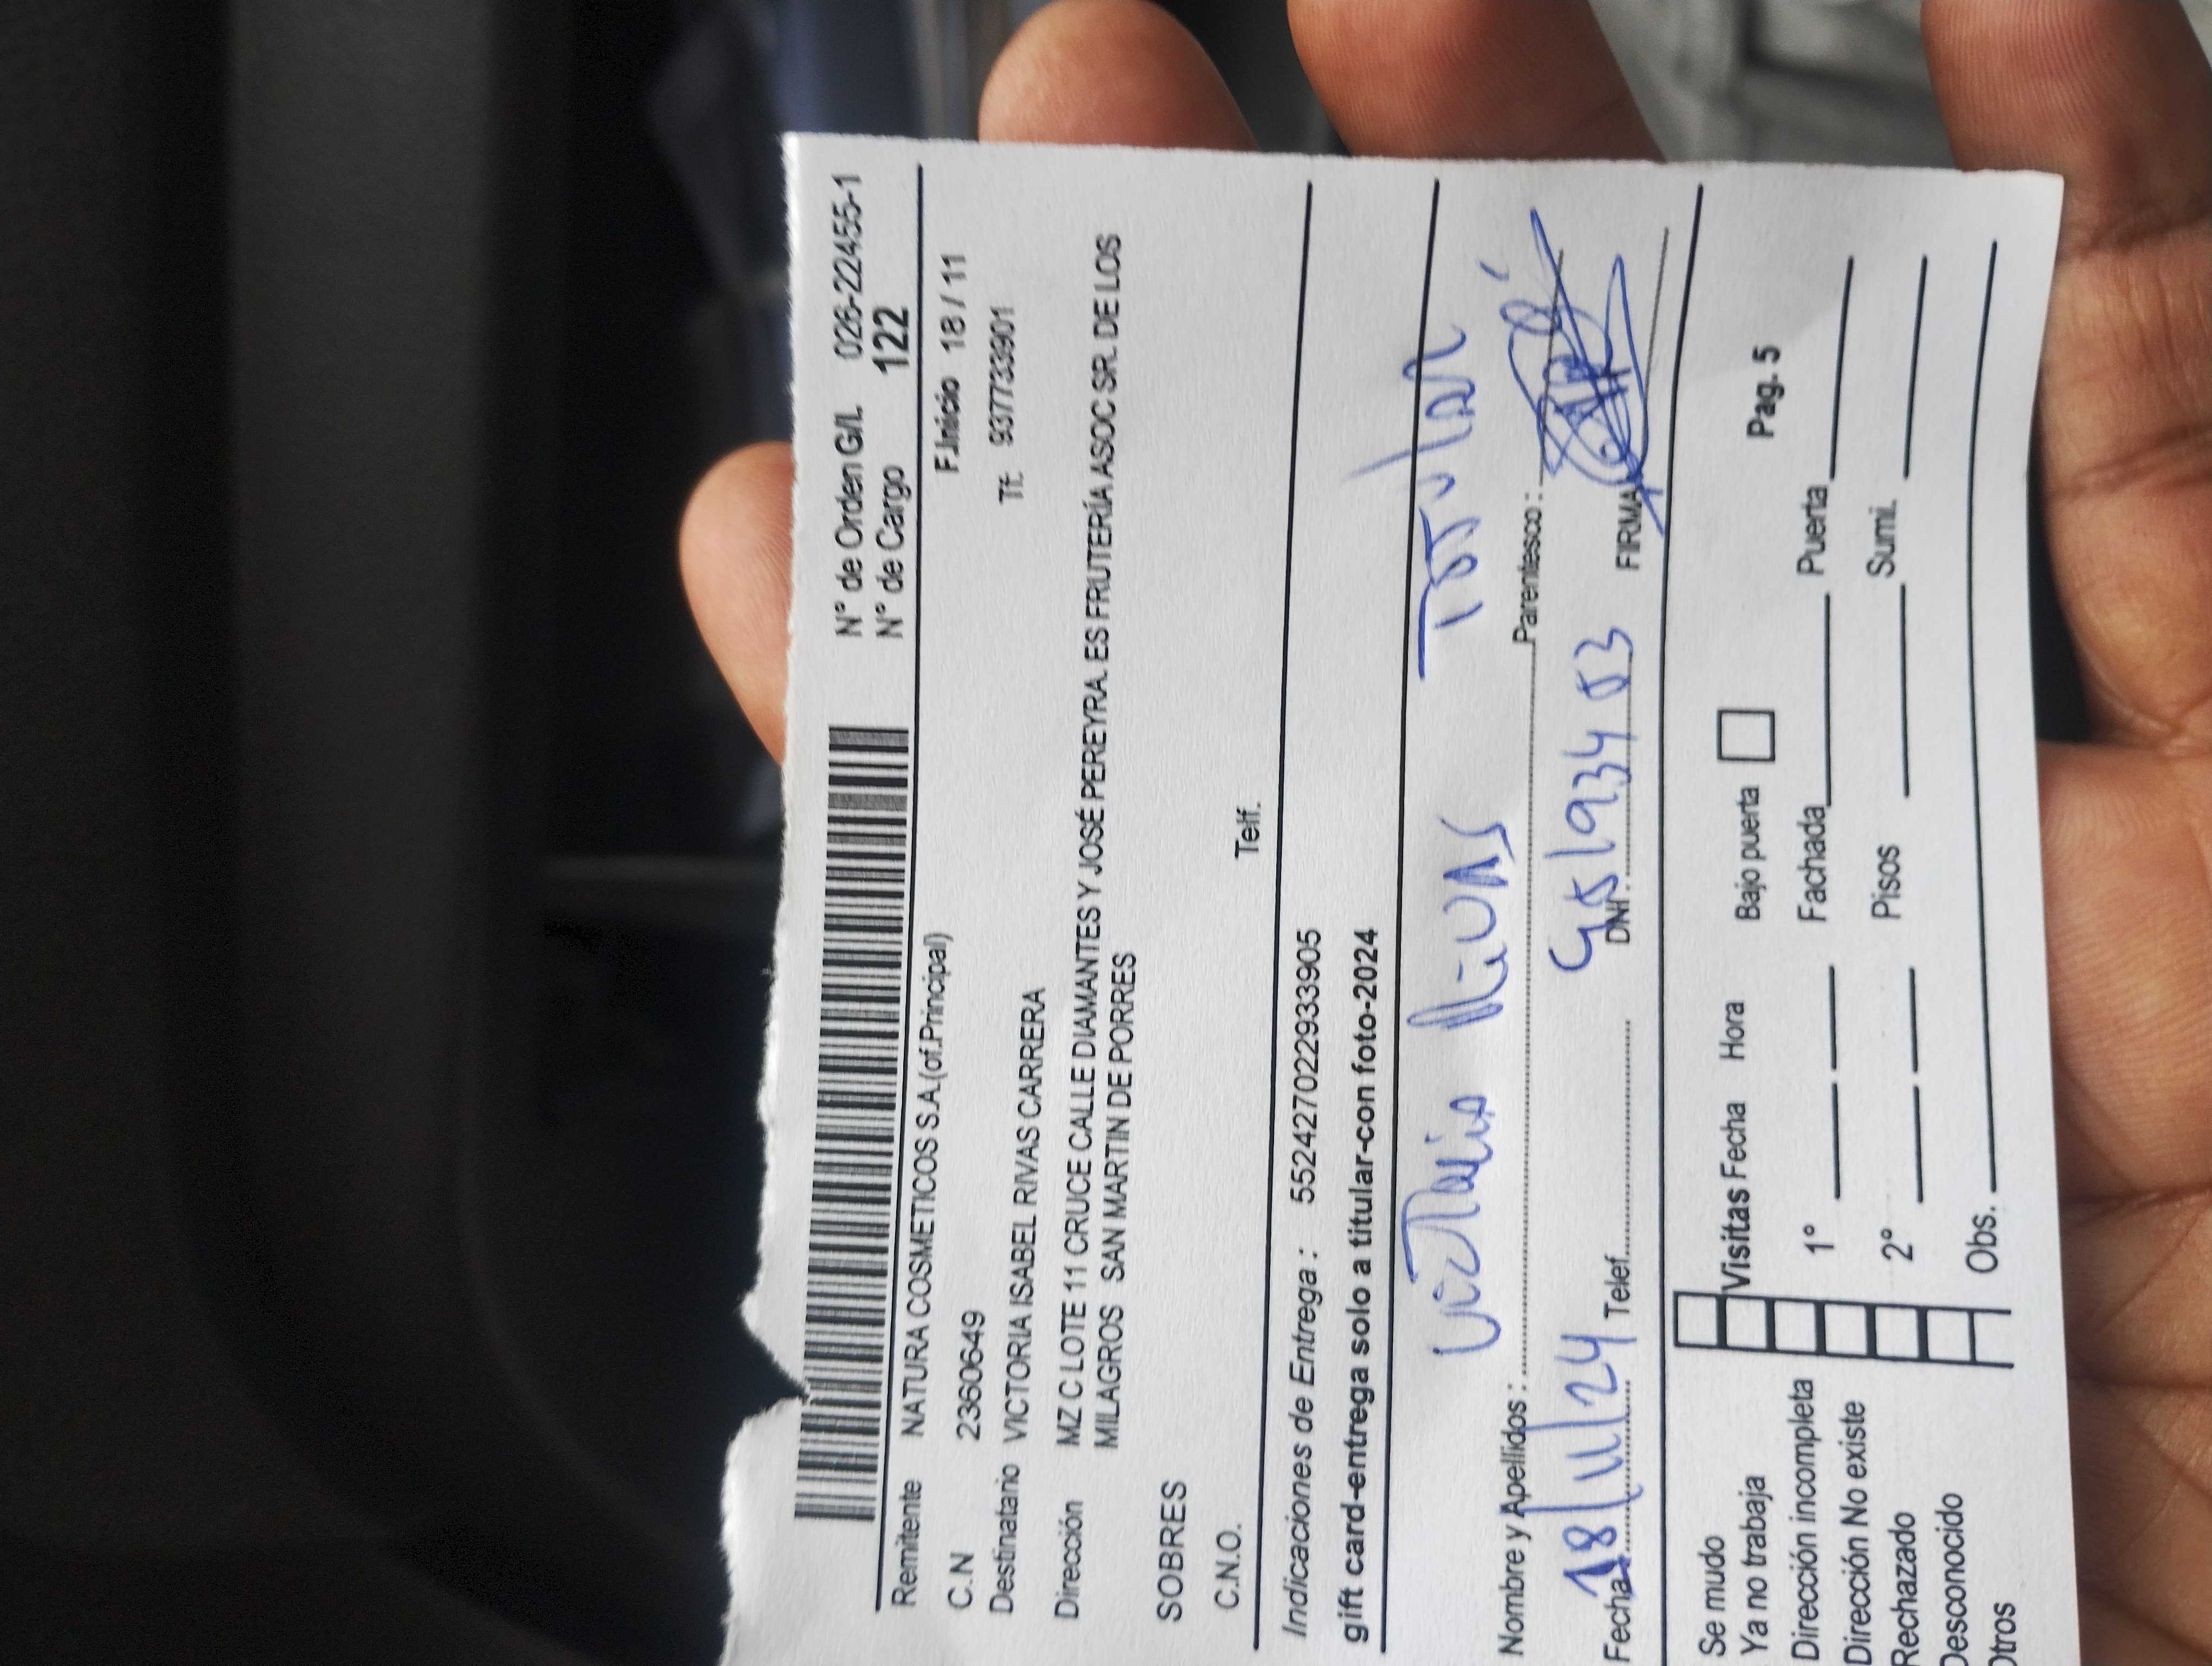 N° de Orden G/L 026-22455-1
N° de Cargo 122
Remitente NATURA COSMETICOS S.A.(of.Principal)
F.Inicio 18 / 11
C.N 2360649
Tf: 937733901
Destinatario VICTORIA ISABEL RIVAS CARRERA
Dirección MZ C LOTE 11 CRUCE CALLE DIAMANTES Y JOSÉ PEREYRA. ES FRUTERÍA ASOC SR. DE LOS
MILAGROS SAN MARTIN DE PORRES
SOBRES
C.N.O. Telf.
Indicaciones de Entrega : 552427022933905
gift card-entrega solo a titular-con foto-2024
Victoria Rivas Titular
Nombre y Apellidos : Parentesco :
18/11/24 45193453
Fecha Telef. DNI : FIRMA
Se mudo
Ya no trabaja Visitas Fecha Hora Bajo puerta Pag. 5
Dirección incompleta 1° Fachada Puerta
Dirección No existe
Rechazado 2° Pisos Sumi.
Desconocido
Otros Obs.